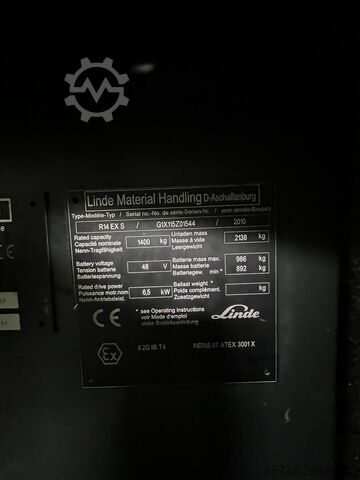 Linde Material Handling D-Aschaffenburg
Type-Modèle-Typ / Serial no.-No. de série-Serien-Nr. / year-année-Baujahr
R14 EX S / G1X115Z01544 / 2010
Rated capacity
Capacité nominale
Nenn-Tragfähigkeit
1400 kg
Unladen mass
Masse à vide
Leergewicht
2138 kg
Battery voltage
Tension batterie
Batteriespannung
48 V
Batterie mass max.
Masse batterie
Batteriegew. min *
986 kg
892 kg
Rated drive power
Puissance motr.nom
Nenn-Antriebsleist.
6,5 kW
Ballast weight *
Poids complément.
Zusatzgewicht
kg
* see Operating instructions
voir Mode d'emploi
siehe Betriebsanleitung
Linde
CE
Ex
II 2G IIB T4
INERIS 07 ATEX 3001 X